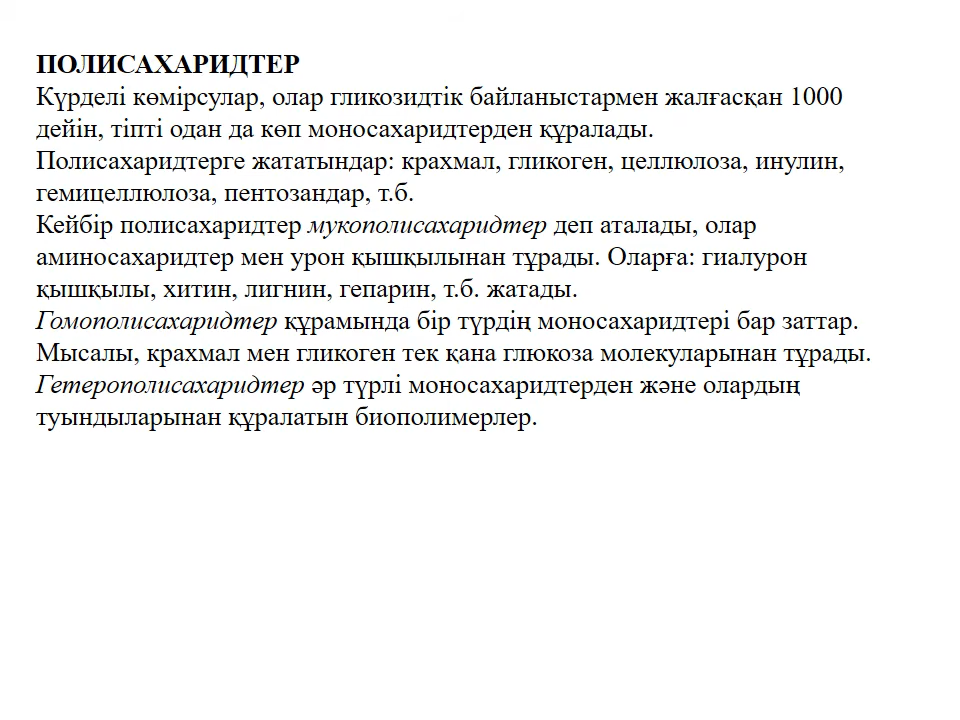 ПОЛИСАХАРИДТЕР
Күрделі көмірсулар, олар гликозидтік байланыстармен жалғасқан 1000
дейін, тіпті одан да көп моносахаридтерден құралады.
Полисахаридтерге жататындар: крахмал, гликоген, целлюлоза, инулин,
гемицеллюлоза, пентозандар, т.б.
Кейбір полисахаридтер мукополисахаридтер деп аталады, олар
аминосахаридтер мен урон қышқылынан тұрады. Оларға: гиалурон
қышқылы, хитин, лигнин, гепарин, т.б. жатады.
Гомополисахаридтер құрамында бір түрдің моносахаридтері бар заттар.
Мысалы, крахмал мен гликоген тек қана глюкоза молекуларынан тұрады.
Гетерополисахаридтер әр түрлі моносахаридтерден және олардың
туындыларынан құралатын биополимерлер.